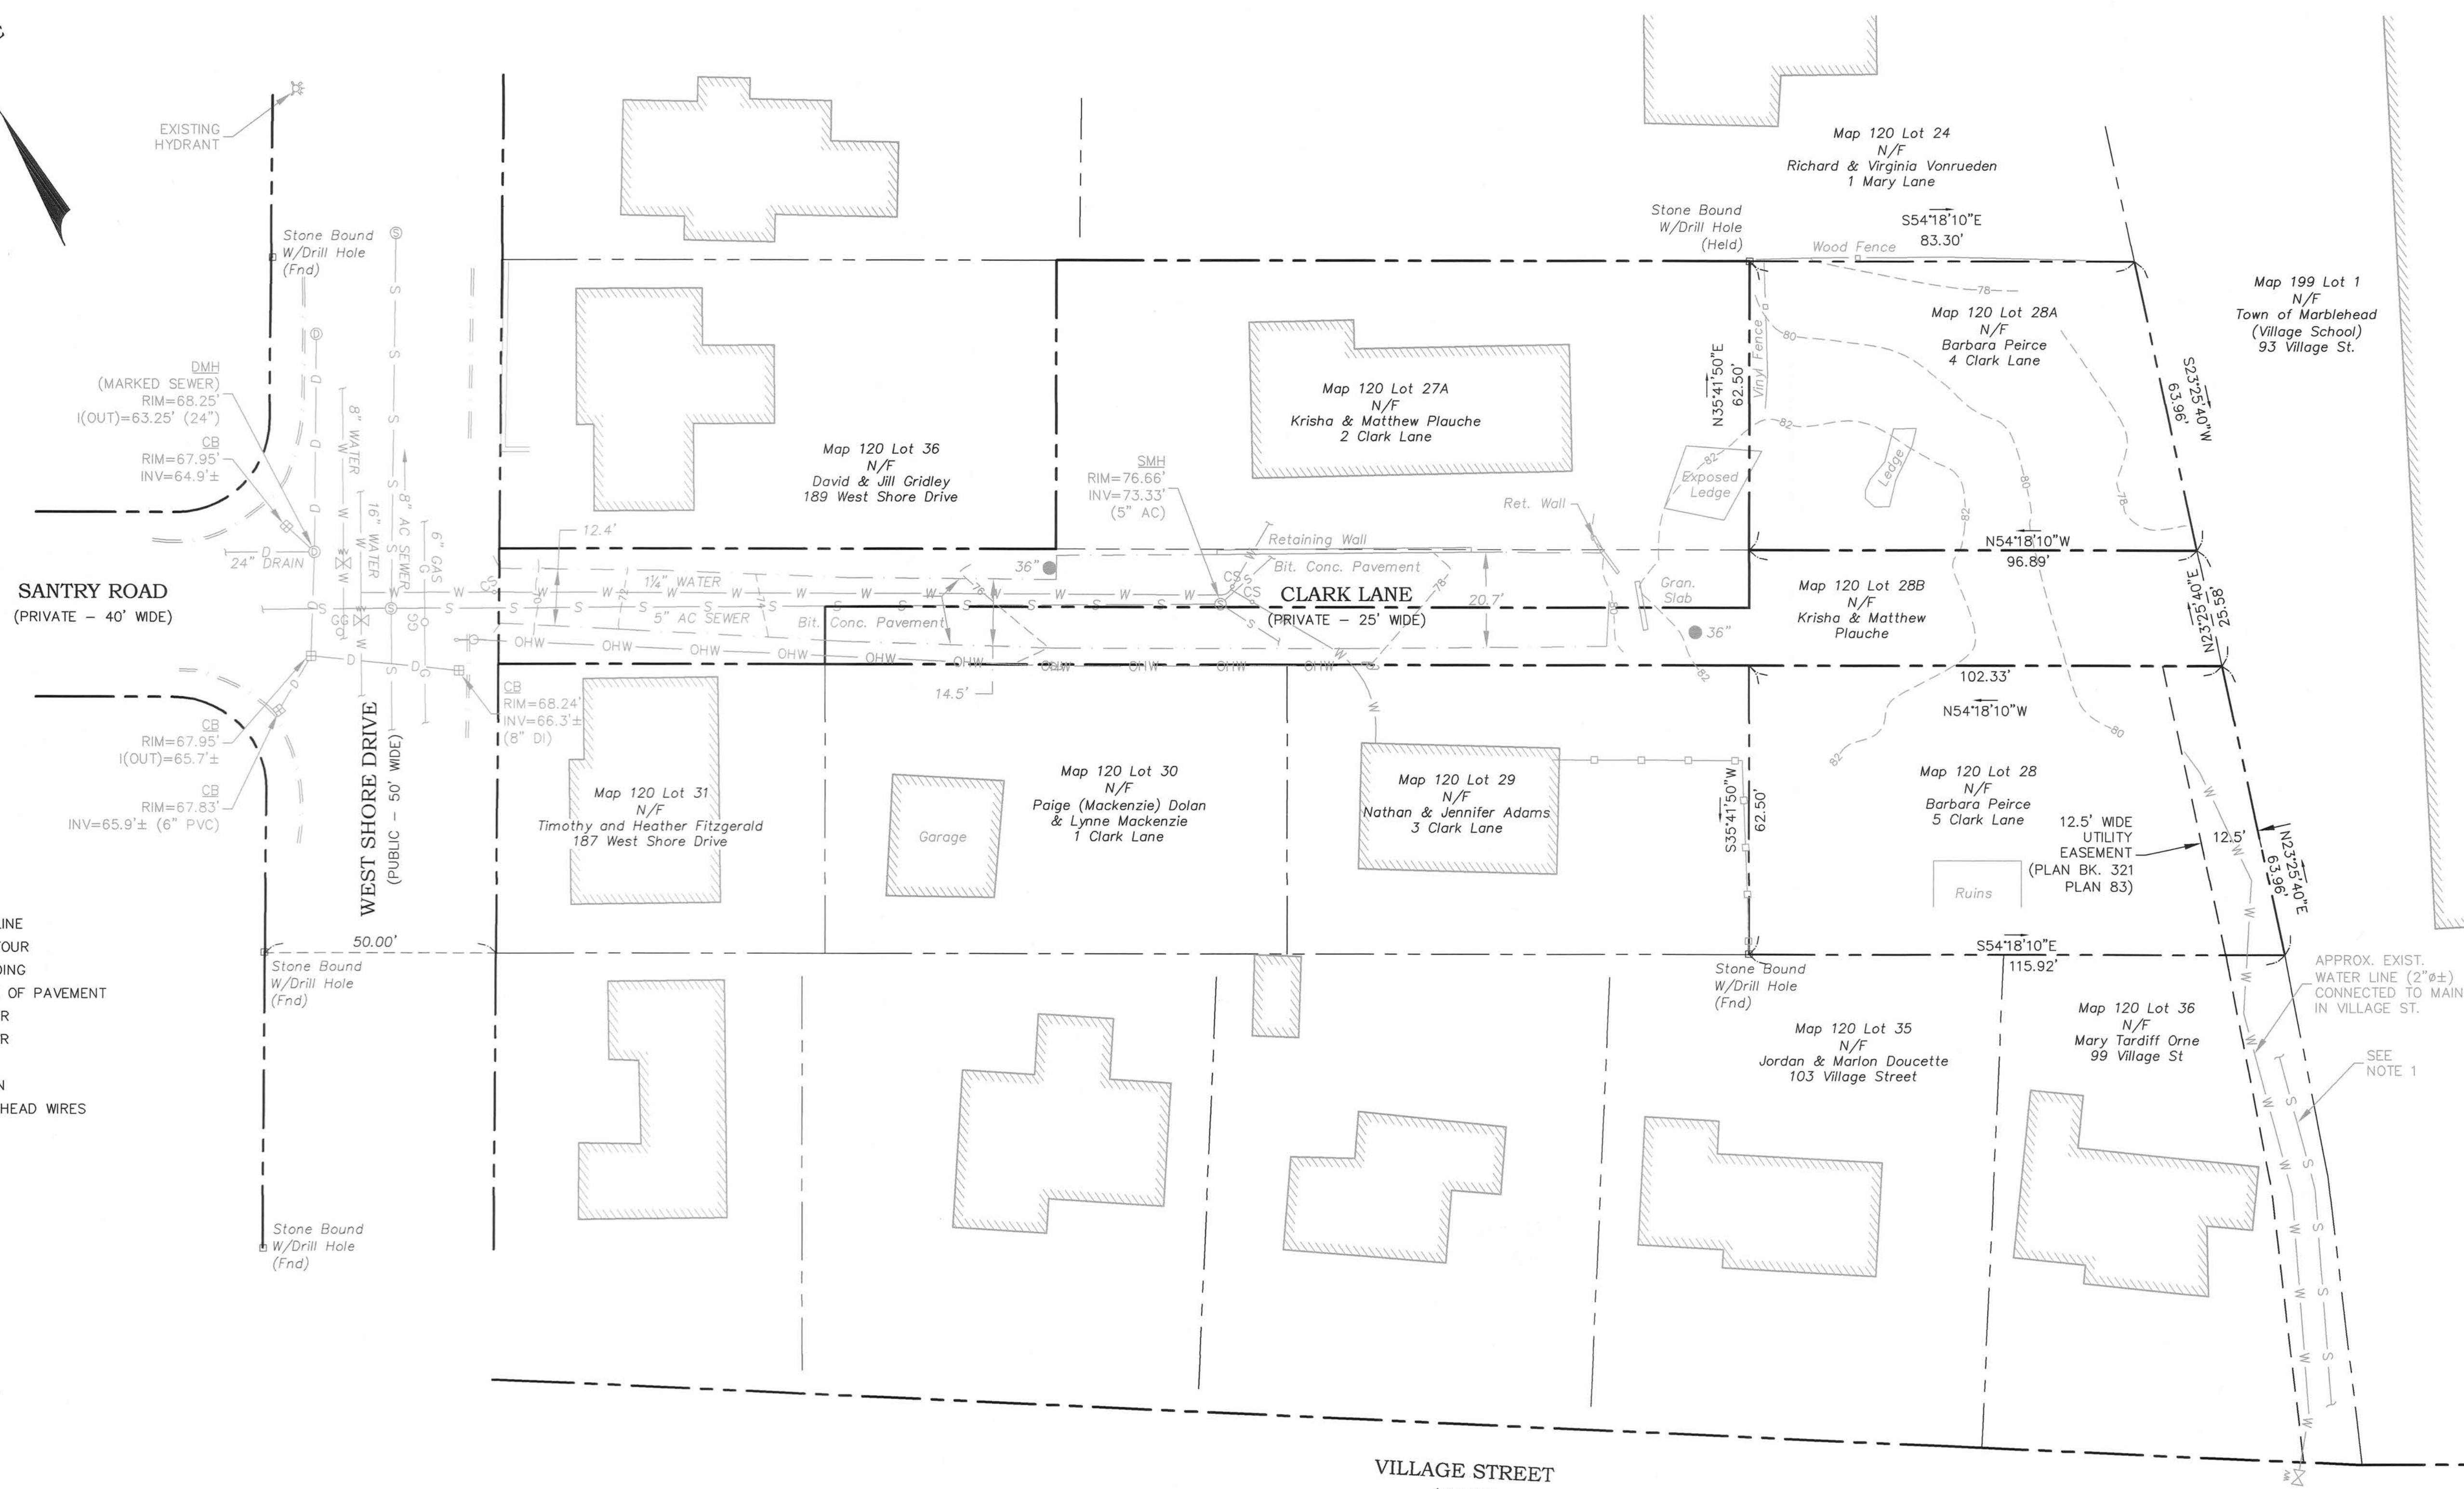 EXISTING
HYDRANT
Stone Bound
W/Drill Hole
(Fnd)
DMH
(MARKED SEWER)
RIM=68.25'
I(OUT)=63.25' (24")
CB
RIM=67.95'
INV=64.9'±
24" DRAIN
8" WATER
16" WATER
8" AC SEWER
6" GAS
SANTRY ROAD
(PRIVATE – 40' WIDE)
CB
RIM=67.95'
I(OUT)=65.7'±
CB
RIM=67.83'
INV=65.9'± (6" PVC)
CB
RIM=68.24'
INV=66.3'±
(8" DI)
WEST SHORE DRIVE
(PUBLIC – 50' WIDE)
50.00'
Stone Bound
W/Drill Hole
(Fnd)
Stone Bound
W/Drill Hole
(Fnd)
LINE
OF PAVEMENT
HEAD WIRES
Map 120 Lot 36
N/F
David & Jill Gridley
189 West Shore Drive
12.4'
1¼" WATER
5" AC SEWER
Bit. Conc. Pavement
OHW
14.5'
36"
SMH
RIM=76.66'
INV=73.33'
(5" AC)
Map 120 Lot 27A
N/F
Krisha & Matthew Plauche
2 Clark Lane
Retaining Wall
Bit. Conc. Pavement
CLARK LANE
(PRIVATE – 25' WIDE)
20.7'
Ret. Wall
Exposed
Ledge
Gran.
Slab
36"
Map 120 Lot 24
N/F
Richard & Virginia Vonrueden
1 Mary Lane
Stone Bound
W/Drill Hole
(Held)
S54°18'10"E
83.30'
Wood Fence
Vinyl Fence
N35°41'50"E
62.50'
78
80
82
Map 120 Lot 28A
N/F
Barbara Peirce
4 Clark Lane
Ledge
S23°25'40"W
63.96'
Map 199 Lot 1
N/F
Town of Marblehead
(Village School)
93 Village St.
N54°18'10"W
96.89'
Map 120 Lot 28B
N/F
Krisha & Matthew
Plauche
N23°25'40"E
25.58'
102.33'
N54°18'10"W
Map 120 Lot 31
N/F
Timothy and Heather Fitzgerald
187 West Shore Drive
Garage
Map 120 Lot 30
N/F
Paige (Mackenzie) Dolan
& Lynne Mackenzie
1 Clark Lane
Map 120 Lot 29
N/F
Nathan & Jennifer Adams
3 Clark Lane
S35°41'50"W
62.50'
Map 120 Lot 28
N/F
Barbara Peirce
5 Clark Lane
12.5' WIDE
UTILITY
EASEMENT
(PLAN BK. 321
PLAN 83)
12.5'
N23°25'40"E
63.96'
Ruins
S54°18'10"E
115.92'
Stone Bound
W/Drill Hole
(Fnd)
Map 120 Lot 35
N/F
Jordan & Marlon Doucette
103 Village Street
Map 120 Lot 36
N/F
Mary Tardiff Orne
99 Village St
APPROX. EXIST.
WATER LINE (2"ø±)
CONNECTED TO MAIN
IN VILLAGE ST.
SEE
NOTE 1
VILLAGE STREET